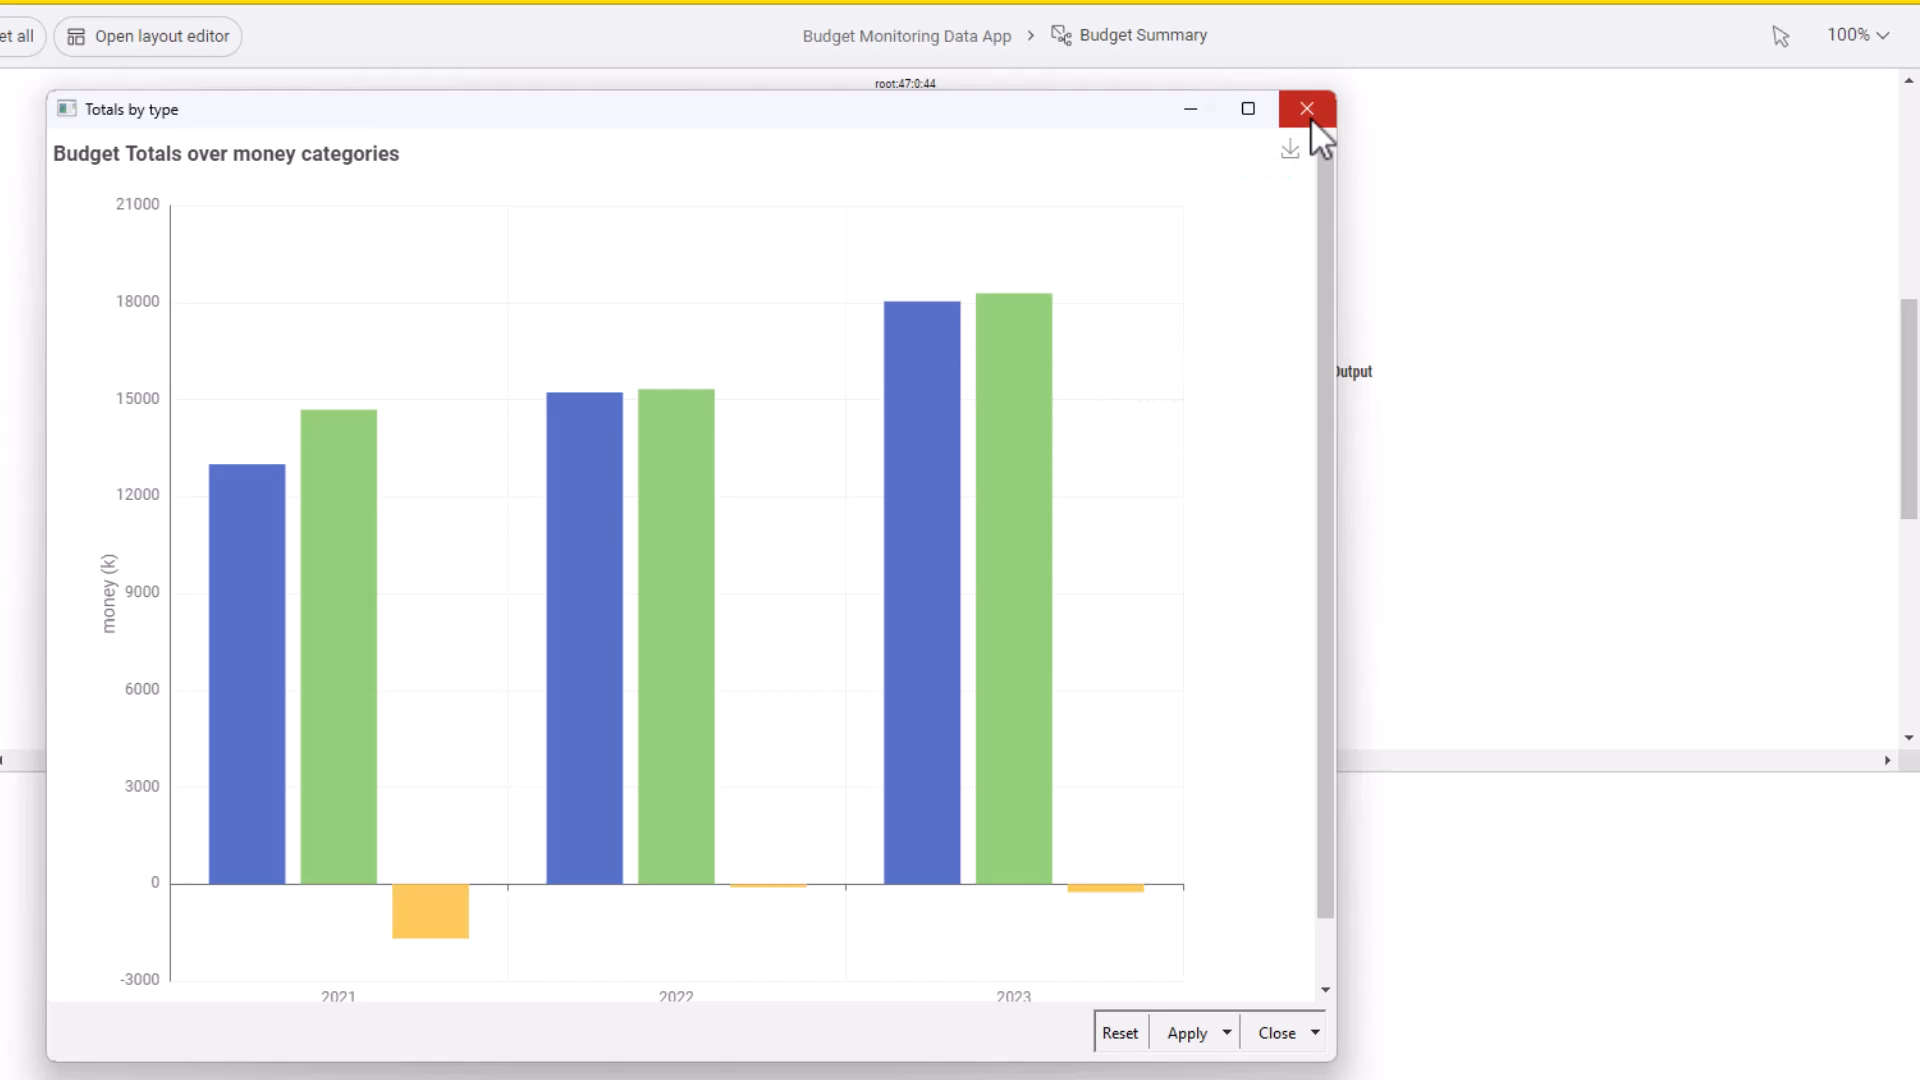 et all
Open layout editor
Budget Monitoring Data App
Budget Summary
100%
root:47:0:44
Totals by type
Budget Totals over money categories
21000
18000
15000
12000
9000
6000
3000
0
-3000
money (k)
2021
2022
2023
Output
Reset
Apply
Close